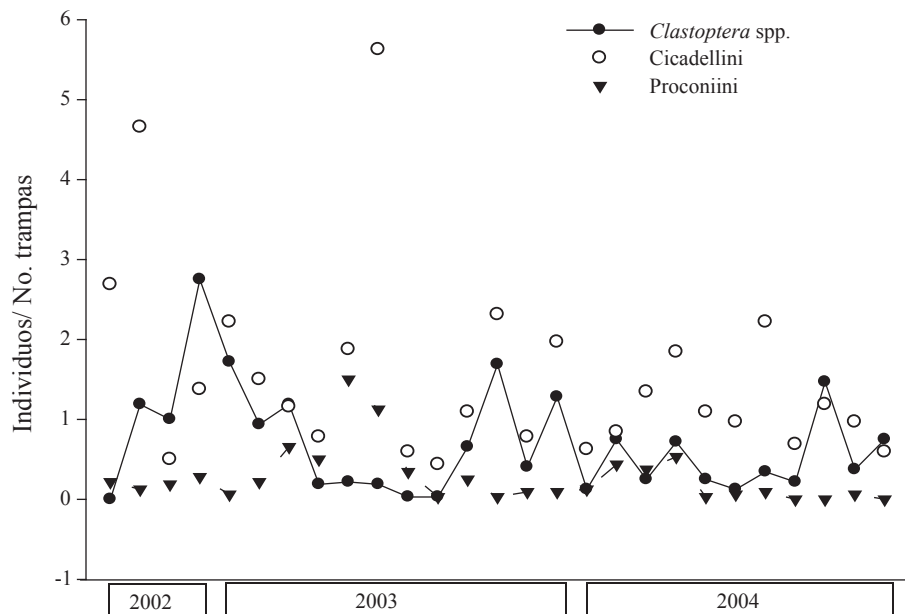 6
5
4
3
2
1
0
-1
Individuos/ No. trampas
Clastoptera spp.
Cicadellini
Proconiini
2002
2003
2004